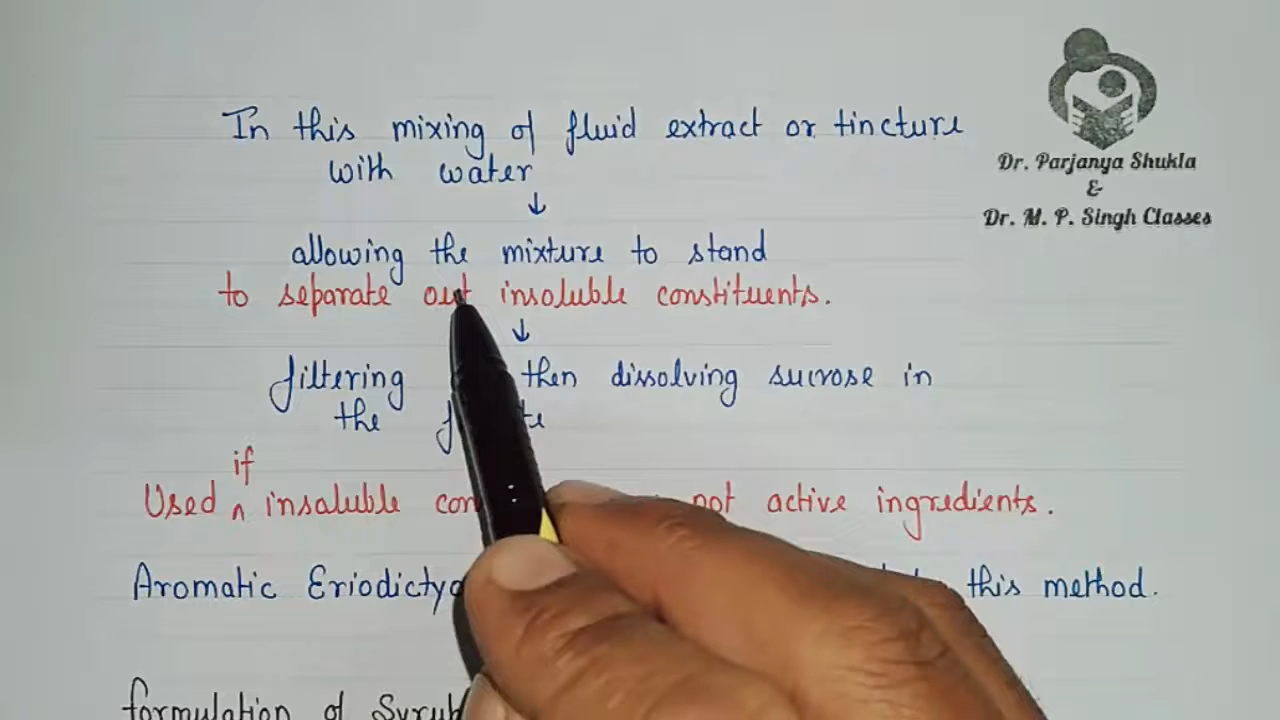 In this mixing of fluid extract or tincture
with water
↓
allowing the mixture to stand
to separate out insoluble constituents.
↓
filtering then dissolving sucrose in
the
if
Used ^ insaluble not active ingredients.
Aromatic this method.
formulation of
Dr. Parjanya Shukla
&
Dr. M. P. Singh Classes